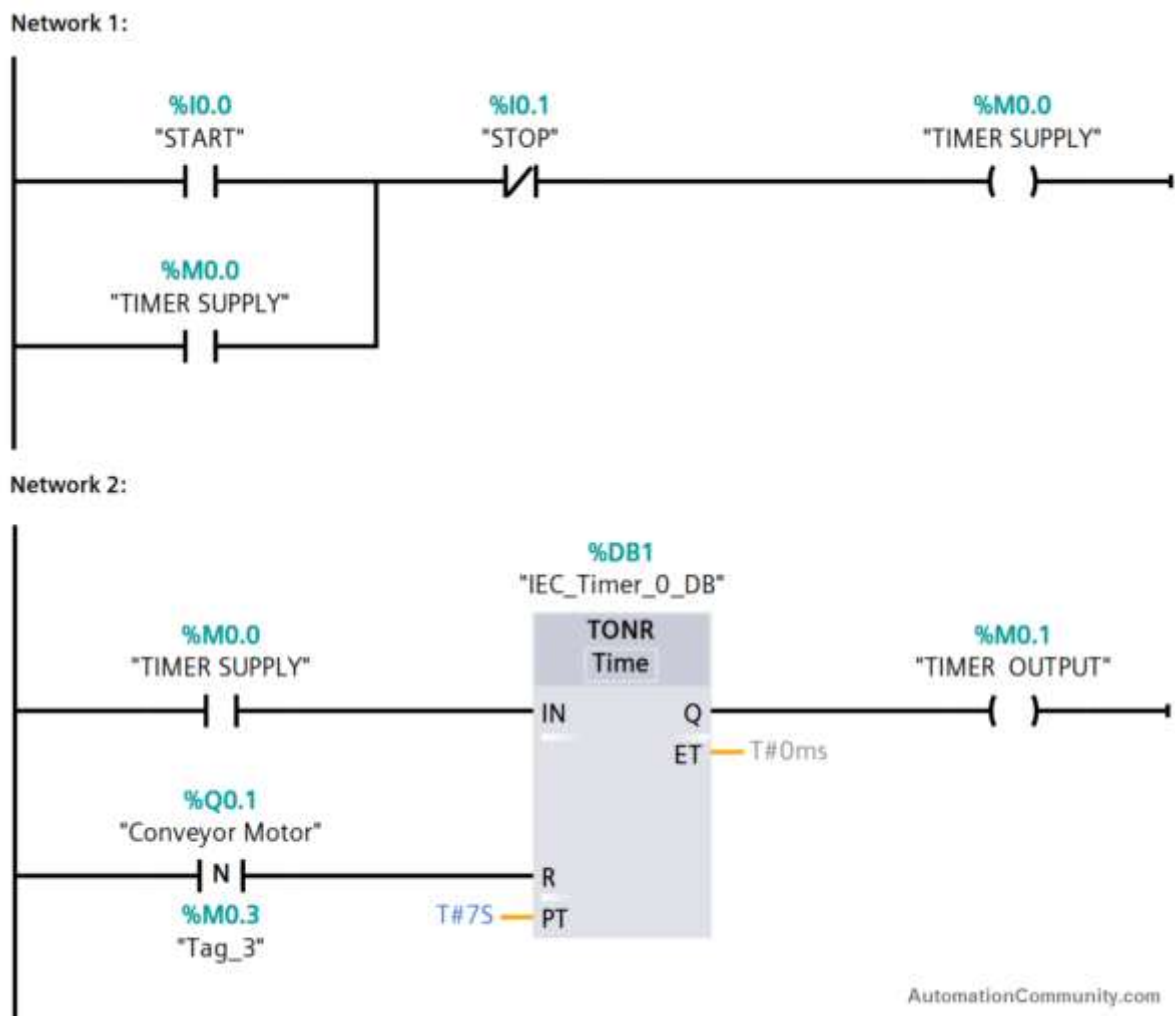 Network 1:
%I0.0
"START"
%I0.1
"STOP"
%M0.0
"TIMER SUPPLY"
%M0.0
"TIMER SUPPLY"
Network 2:
%DB1
"IEC_Timer_0_DB"
TONR
Time
%M0.0
"TIMER SUPPLY"
%M0.1
"TIMER OUTPUT"
IN
Q
ET
T#0ms
%Q0.1
"Conveyor Motor"
N
R
%M0.3
"Tag_3"
T#7S
PT
AutomationCommunity.com